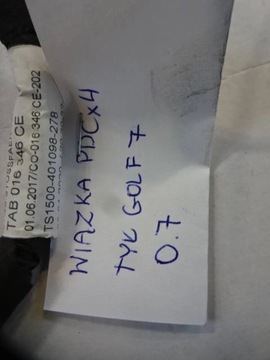 TAB 016 346 CE
01.06.2017/CO-016 346 CE-202
TS1500-401098-278
WIĄZKA PDCx4
TYŁ GOLF 7
0.7